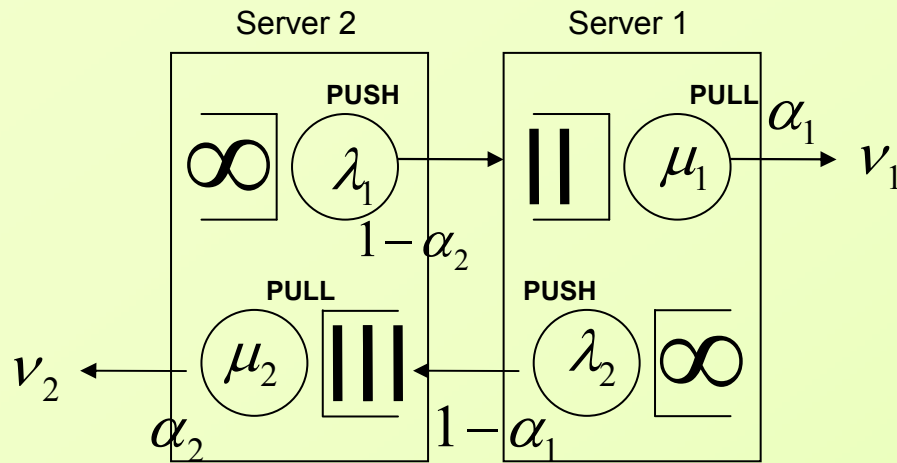 Server 2 Server 1
PUSH PULL α₁
∞ λ₁ μ₁ ν₁
1−α₂
PULL PUSH
ν₂ μ₂ λ₂ ∞
α₂ 1−α₁